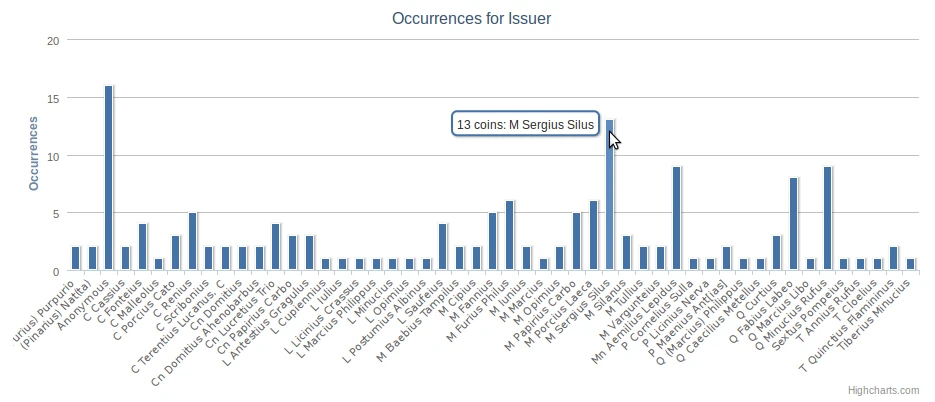 Occurrences for Issuer
Occurrences
20
15
10
5
0
13 coins: M Sergius Silus
urius) Purpurio
(Pinarius) Natta)
Anonymous
C Cassius
C Fonteius
C Malleolus
C Porcius Cato
C Renius
C Scribonius
C Terentius Lucanus, C
Cn Domitius
Cn Domitius Ahenobarbus
Cn Lucretius Trio
Cn Papirius Carbo
L Antestius Gragulus
L Cupiennius
L Iulius
L Licinius Crassus
L Marcius Philippus
L Minucius
L Opimius
L Postumius Albinus
L Saufeius
M Baebius Tampilus
M Cipius
M Fannius
M Furius Philus
M Iunius
M Marcius
M Opimius
M Papirius Carbo
M Porcius Laeca
M Sergius Silus
M Silanus
M Tullius
M Vargunteius
Mn Aemilius Lepidus
P Cornelius Sulla
P Licinius Nerva
P Maenius Ant(ias]
Q (Marcius) Philippus
Q Caecilius Metellus
Q Curtius
Q Fabius Labeo
Q Marcius Libo
Q Minucius Rufus
Sextus Pompeius
T Annius Rufus
T Cloelius
T Quinctius Flamininus
Tiberius Minucius
Highcharts.com